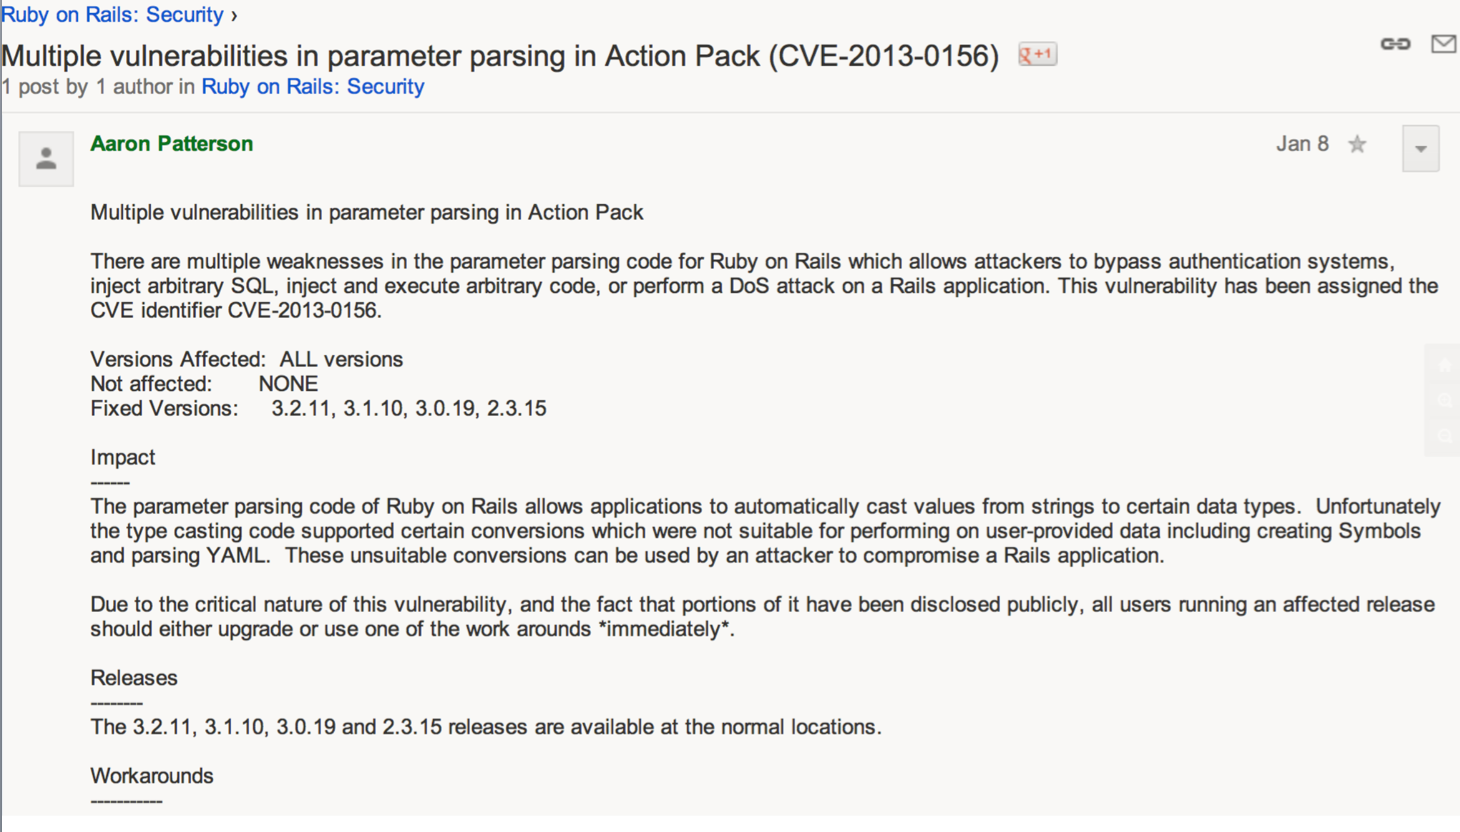 Ruby on Rails: Security ›
Multiple vulnerabilities in parameter parsing in Action Pack (CVE-2013-0156) g+1
1 post by 1 author in Ruby on Rails: Security
Aaron Patterson Jan 8
Multiple vulnerabilities in parameter parsing in Action Pack
There are multiple weaknesses in the parameter parsing code for Ruby on Rails which allows attackers to bypass authentication systems,
inject arbitrary SQL, inject and execute arbitrary code, or perform a DoS attack on a Rails application. This vulnerability has been assigned the
CVE identifier CVE-2013-0156.
Versions Affected:  ALL versions
Not affected:       NONE
Fixed Versions:     3.2.11, 3.1.10, 3.0.19, 2.3.15
Impact
------
The parameter parsing code of Ruby on Rails allows applications to automatically cast values from strings to certain data types.  Unfortunately
the type casting code supported certain conversions which were not suitable for performing on user-provided data including creating Symbols
and parsing YAML.  These unsuitable conversions can be used by an attacker to compromise a Rails application.
Due to the critical nature of this vulnerability, and the fact that portions of it have been disclosed publicly, all users running an affected release
should either upgrade or use one of the work arounds *immediately*.
Releases
--------
The 3.2.11, 3.1.10, 3.0.19 and 2.3.15 releases are available at the normal locations.
Workarounds
-----------